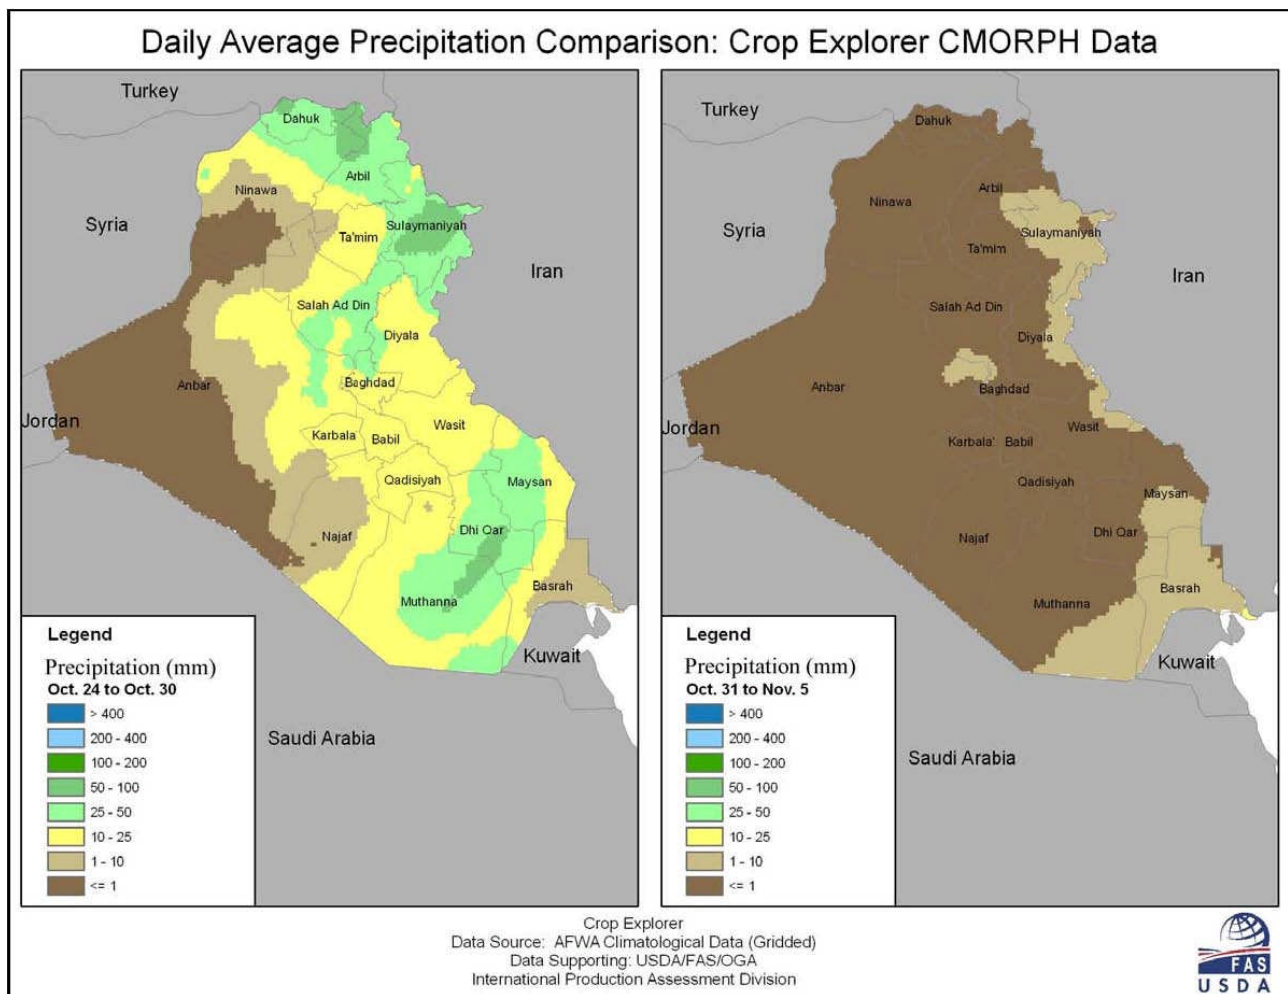 Daily Average Precipitation Comparison: Crop Explorer CMORPH Data
Turkey
Dahuk
Arbil
Ninawa
Syria
Sulaymaniyah
Ta'mim
Iran
Salah Ad Din
Diyala
Baghdad
Anbar
Jordan
Karbala
Babil
Wasit
Qadisiyah
Maysan
Dhi Qar
Najaf
Basrah
Muthanna
Kuwait
Saudi Arabia
Legend
Precipitation (mm)
Oct. 24 to Oct. 30
> 400
200 - 400
100 - 200
50 - 100
25 - 50
10 - 25
1 - 10
<= 1
Turkey
Dahuk
Arbil
Ninawa
Syria
Sulaymaniyah
Ta'mim
Iran
Salah Ad Din
Diyala
Anbar
Baghdad
Jordan
Wasit
Karbala'
Babil
Qadisiyah
Maysan
Dhi Qar
Najaf
Basrah
Muthanna
Kuwait
Saudi Arabia
Legend
Precipitation (mm)
Oct. 31 to Nov. 5
> 400
200 - 400
100 - 200
50 - 100
25 - 50
10 - 25
1 - 10
<= 1
Crop Explorer
Data Source: AFWA Climatological Data (Gridded)
Data Supporting: USDA/FAS/OGA
International Production Assessment Division
FAS
USDA